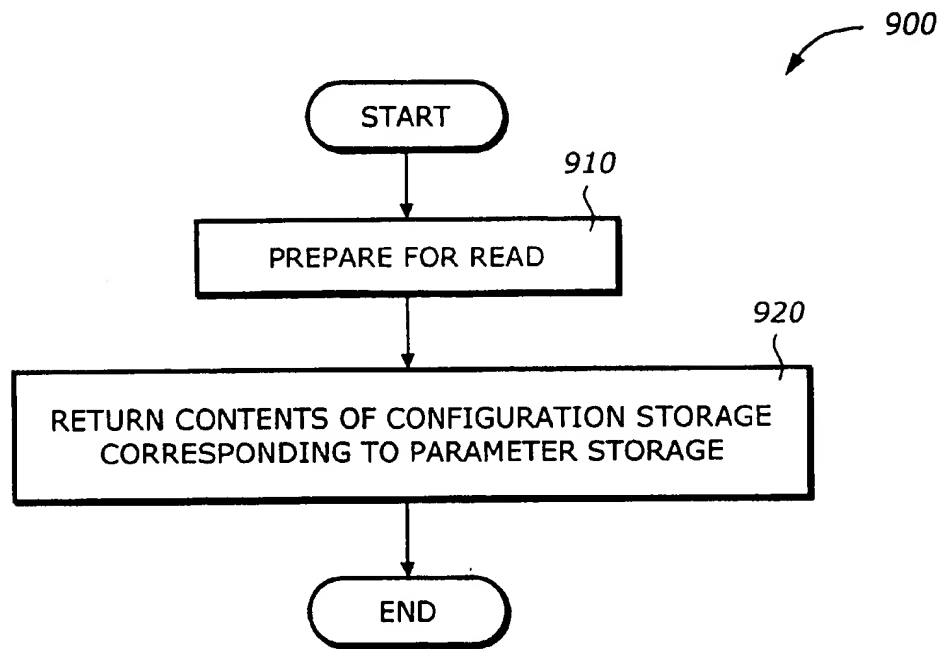 900
START
910
PREPARE FOR READ
920
RETURN CONTENTS OF CONFIGURATION STORAGE
CORRESPONDING TO PARAMETER STORAGE
END